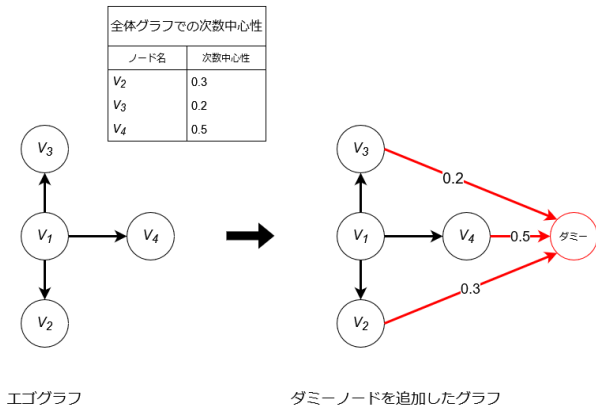 全体グラフでの次数中心性
ノード名 次数中心性
V2 0.3
V3 0.2
V4 0.5
V3
V1
V4
V2
V3
V1
V4
V2
0.2
0.5
0.3
ダミー
エゴグラフ
ダミーノードを追加したグラフ